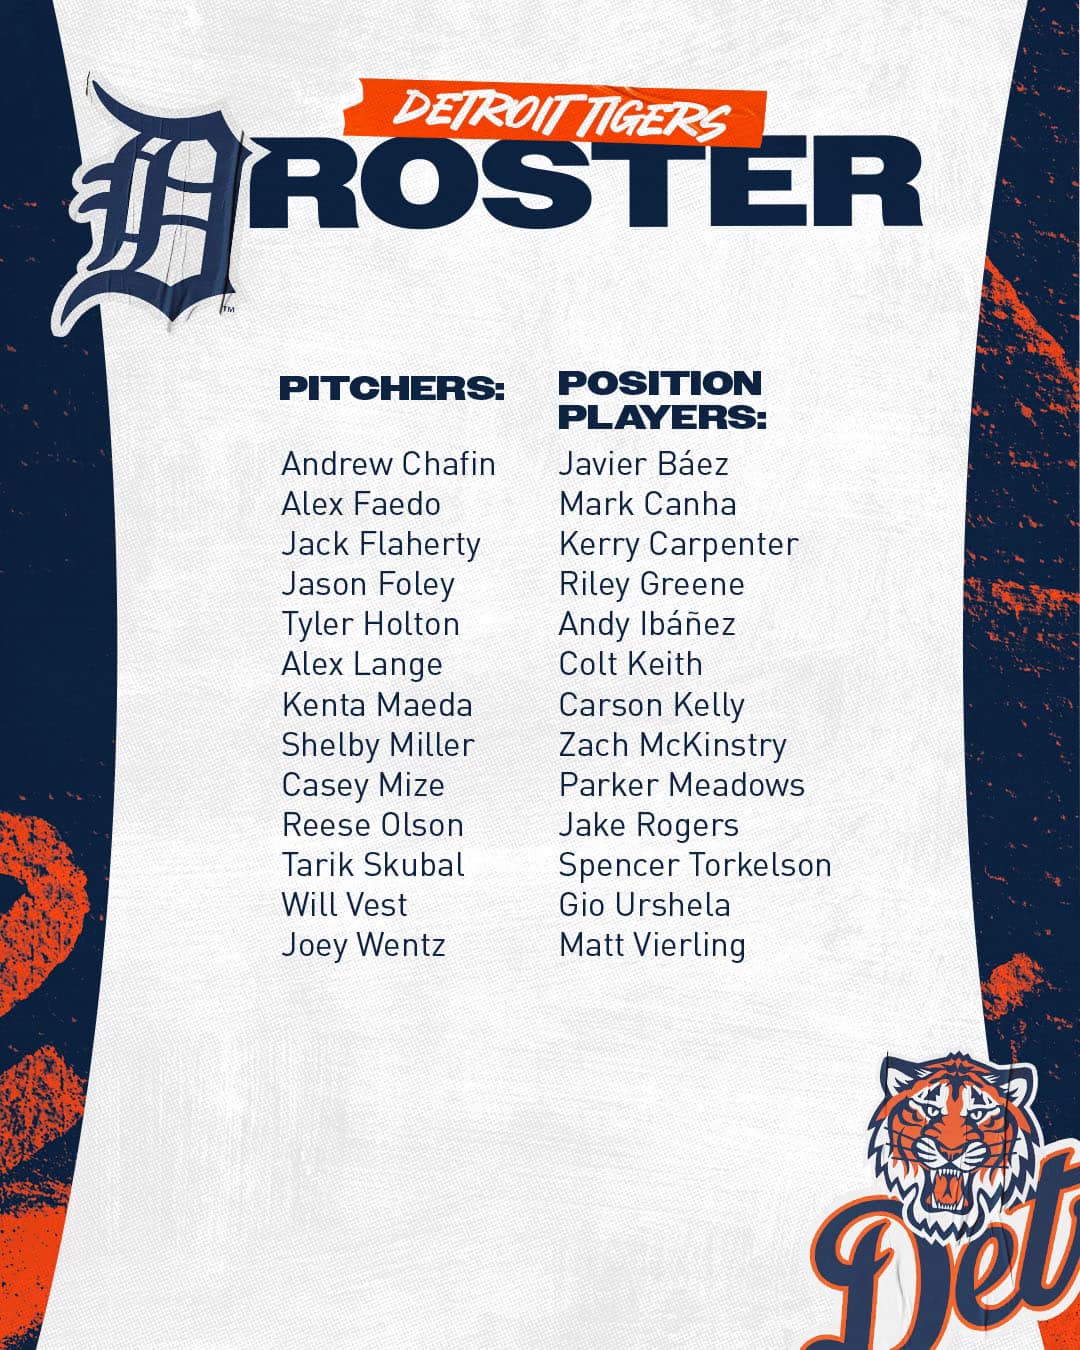 DETROIT TIGERS
D ROSTER
TM
PITCHERS:
Andrew Chafin
Alex Faedo
Jack Flaherty
Jason Foley
Tyler Holton
Alex Lange
Kenta Maeda
Shelby Miller
Casey Mize
Reese Olson
Tarik Skubal
Will Vest
Joey Wentz
POSITION
PLAYERS:
Javier Báez
Mark Canha
Kerry Carpenter
Riley Greene
Andy Ibáñez
Colt Keith
Carson Kelly
Zach McKinstry
Parker Meadows
Jake Rogers
Spencer Torkelson
Gio Urshela
Matt Vierling
Det